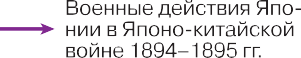 Военные действия Япо-
нии в Японо-китайской
войне 1894–1895 гг.